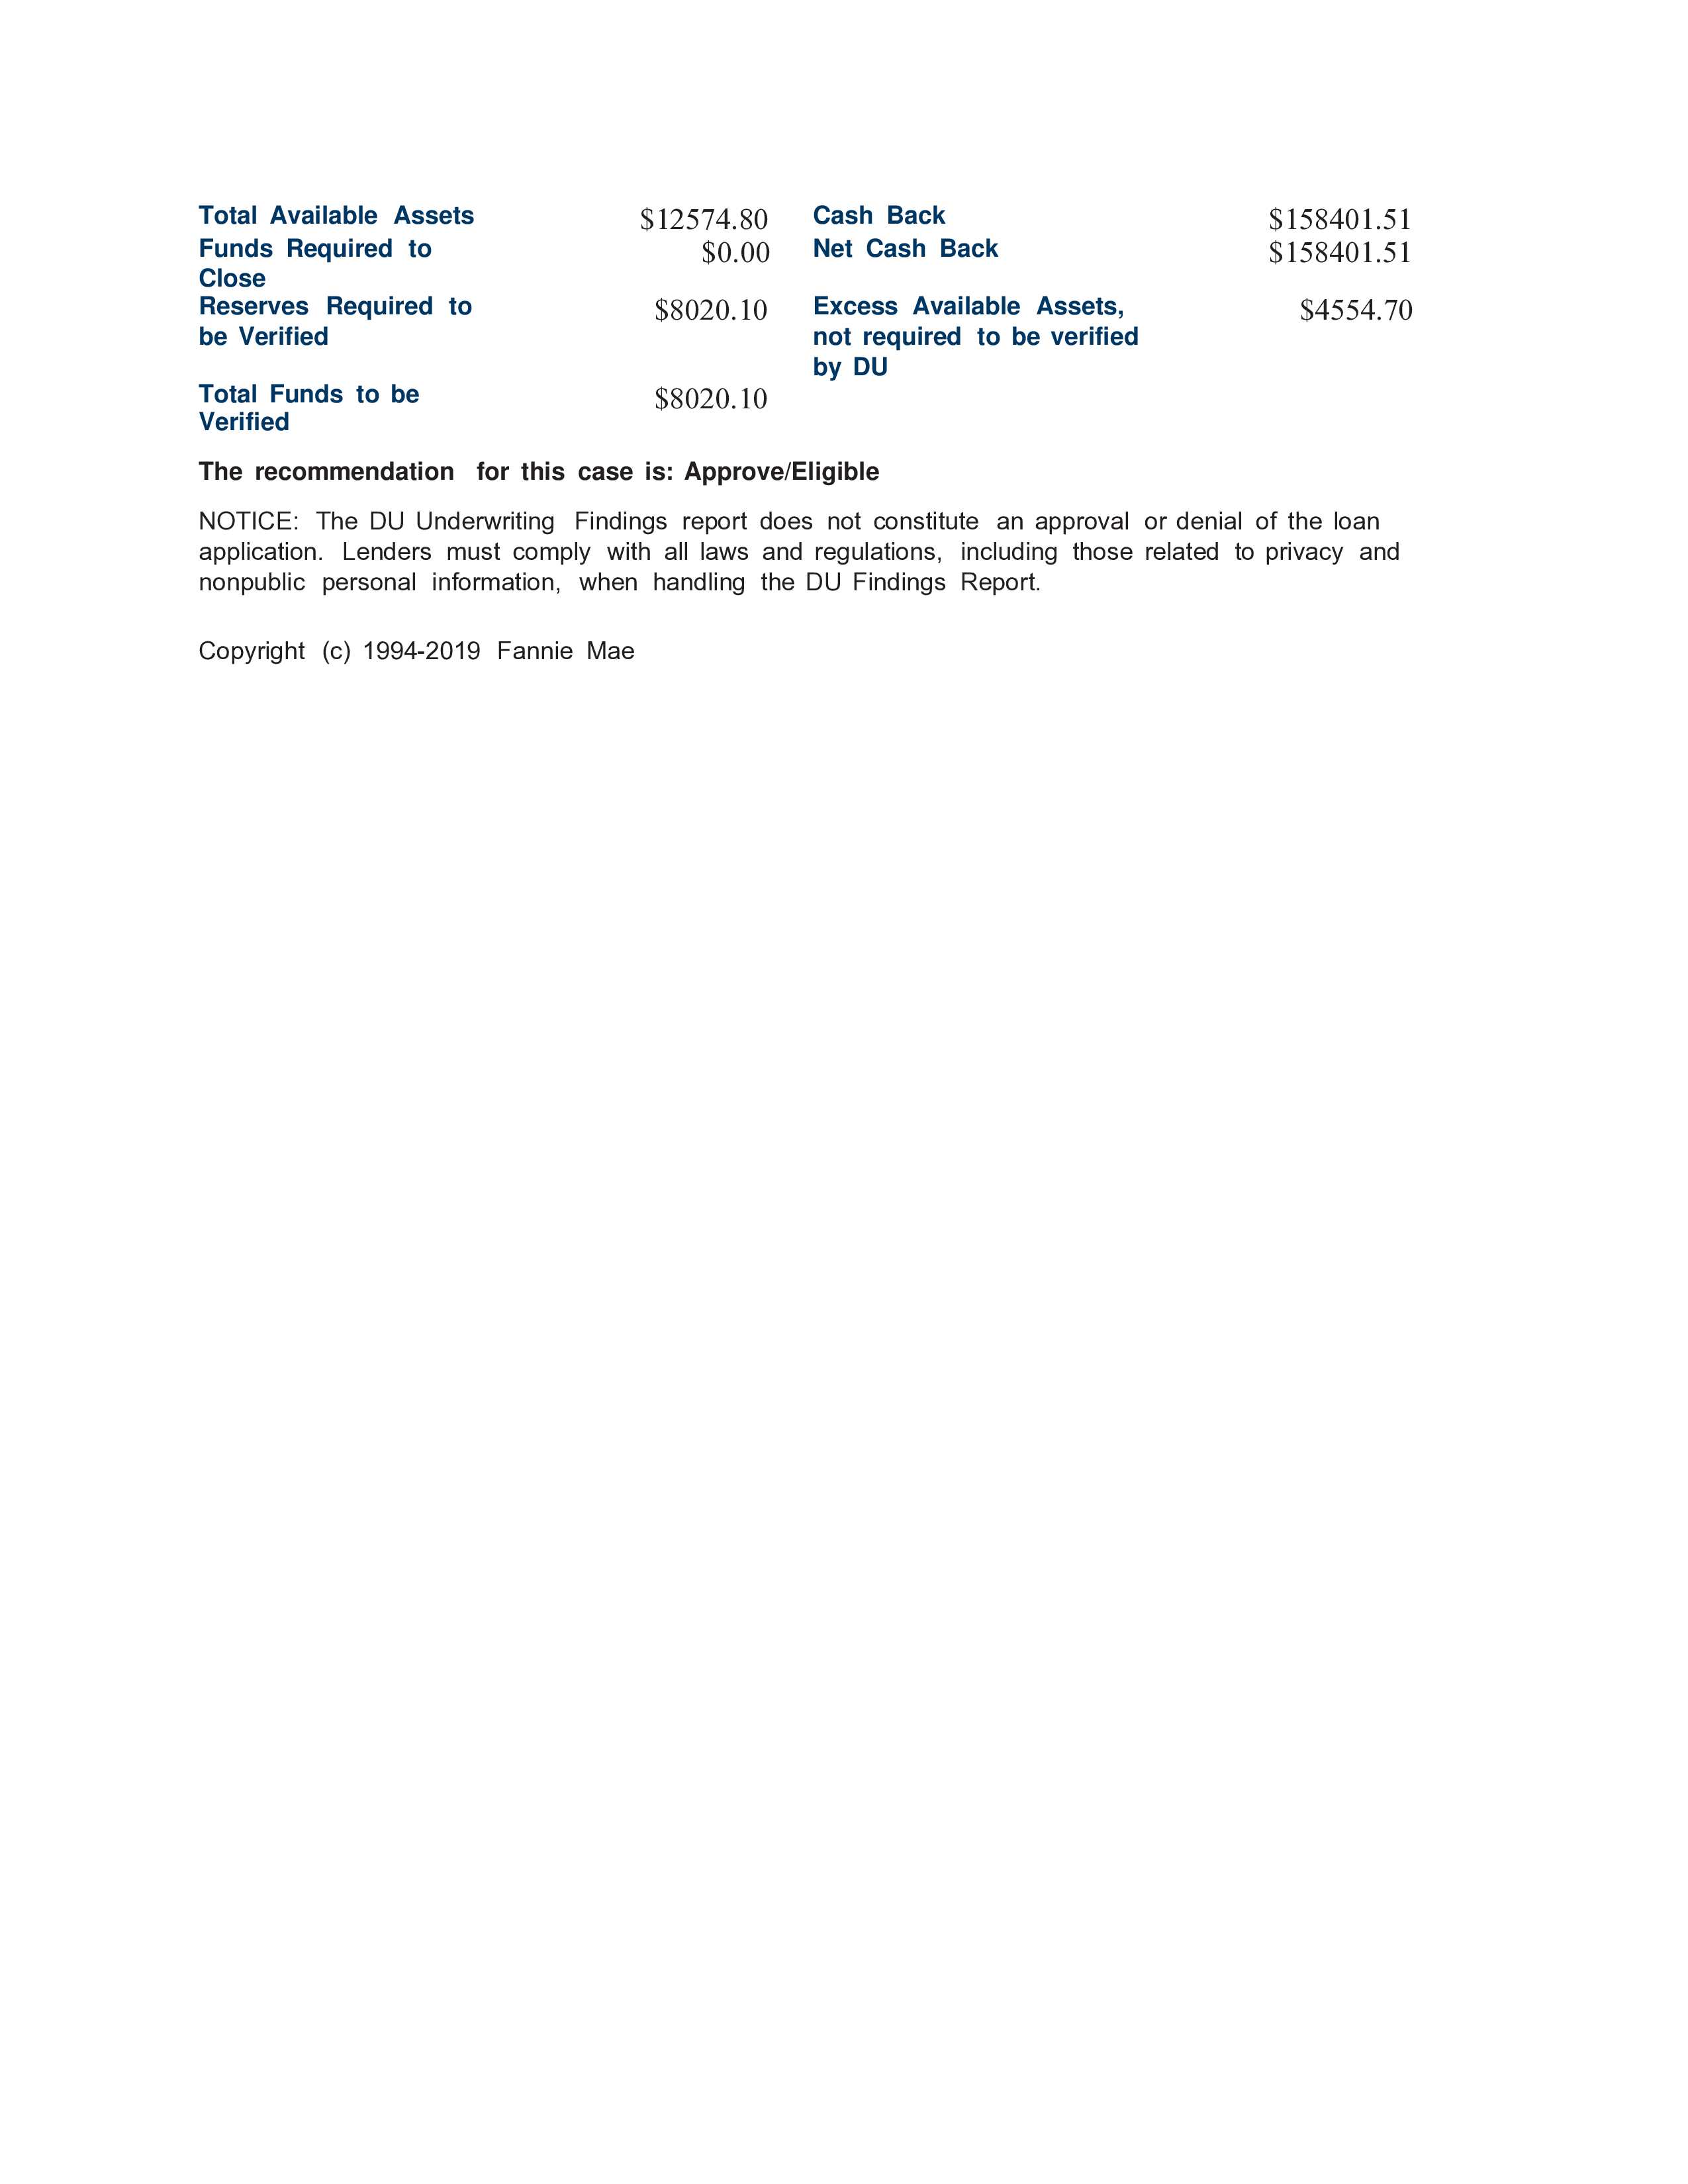 Total Available Assets $12574.80 Cash Back $158401.51
Funds Required to $0.00 Net Cash Back $158401.51
Close
Reserves Required to $8020.10 Excess Available Assets, $4554.70
be Verified not required to be verified
by DU
Total Funds to be $8020.10
Verified
The recommendation for this case is: Approve/Eligible
NOTICE: The DU Underwriting Findings report does not constitute an approval or denial of the loan
application. Lenders must comply with all laws and regulations, including those related to privacy and
nonpublic personal information, when handling the DU Findings Report.
Copyright (c) 1994-2019 Fannie Mae